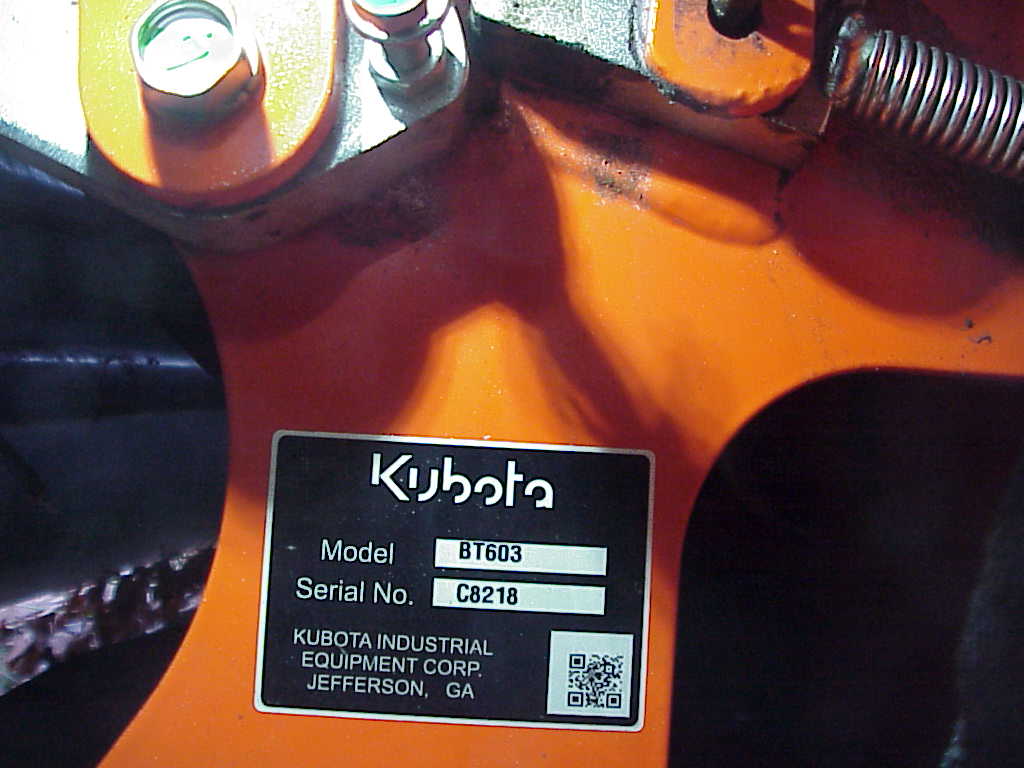 Kubota
Model BT603
Serial No. C8218
KUBOTA INDUSTRIAL
EQUIPMENT CORP.
JEFFERSON, GA